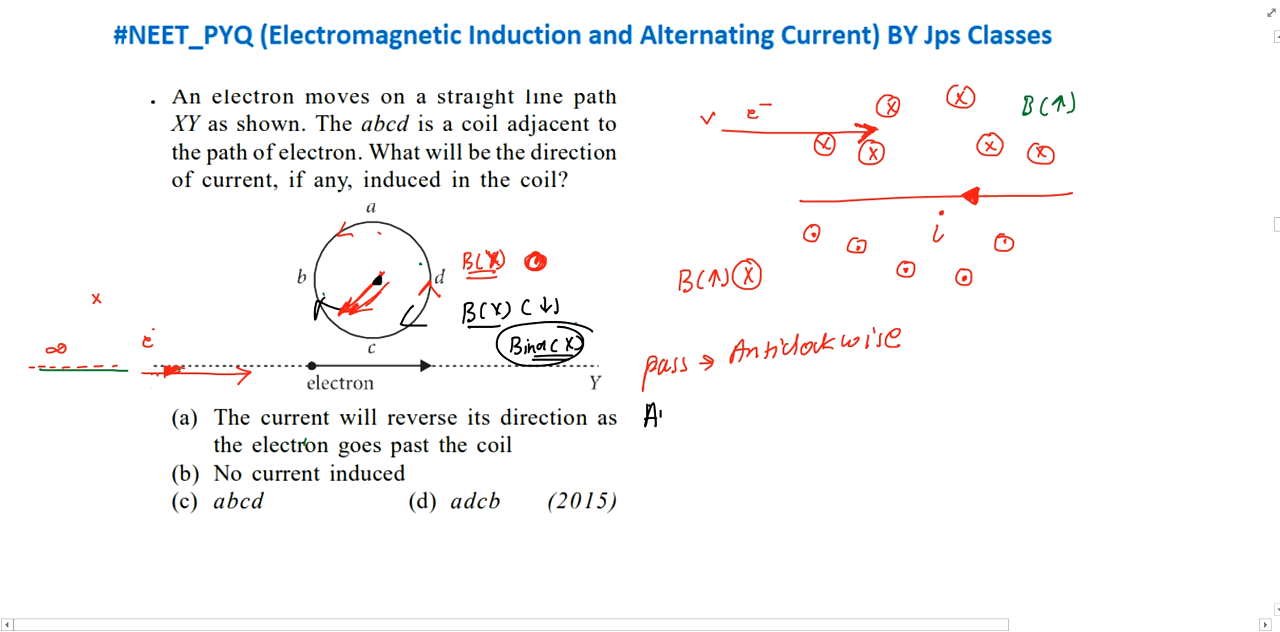 #NEET_PYQ (Electromagnetic Induction and Alternating Current) BY Jps Classes
. An electron moves on a straight line path
XY as shown. The abcd is a coil adjacent to
the path of electron. What will be the direction
of current, if any, induced in the coil?
a
b
d
c
electron
Y
(a) The current will reverse its direction as
the electron goes past the coil
(b) No current induced
(c) abcd (d) adcb (2015)
v e⁻
B(↑)
i
B(↑)ⓧ
B(X)
B(X) (↓)
Bind(X)
x
∞
pass → Anticlockwise